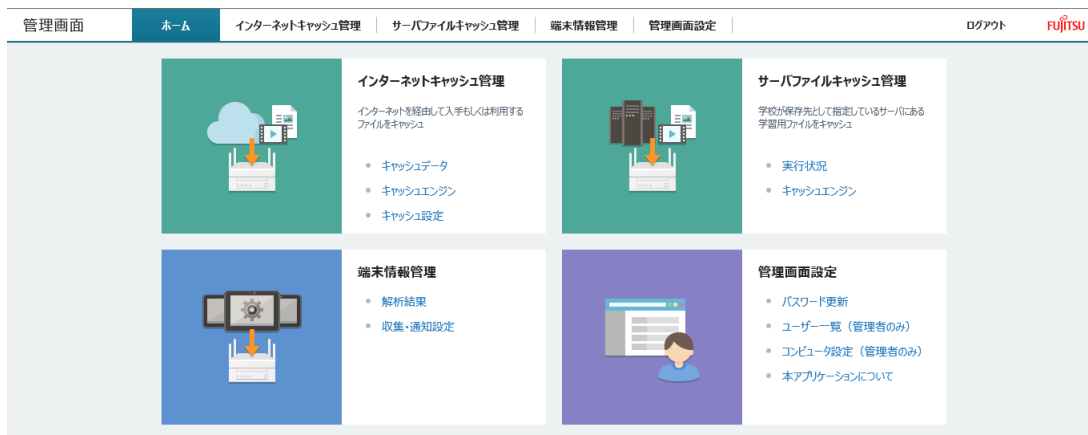 管理画面 ホーム インターネットキャッシュ管理 サーバファイルキャッシュ管理 端末情報管理 管理画面設定 ログアウト FUJITSU
インターネットキャッシュ管理
インターネットを経由して入手もしくは利用する
ファイルをキャッシュ
キャッシュデータ
キャッシュエンジン
キャッシュ設定
サーバファイルキャッシュ管理
学校が保存先として指定しているサーバにある
学習用ファイルをキャッシュ
実行状況
キャッシュエンジン
端末情報管理
解析結果
収集・通知設定
管理画面設定
パスワード更新
ユーザー一覧（管理者のみ）
コンピュータ設定（管理者のみ）
本アプリケーションについて